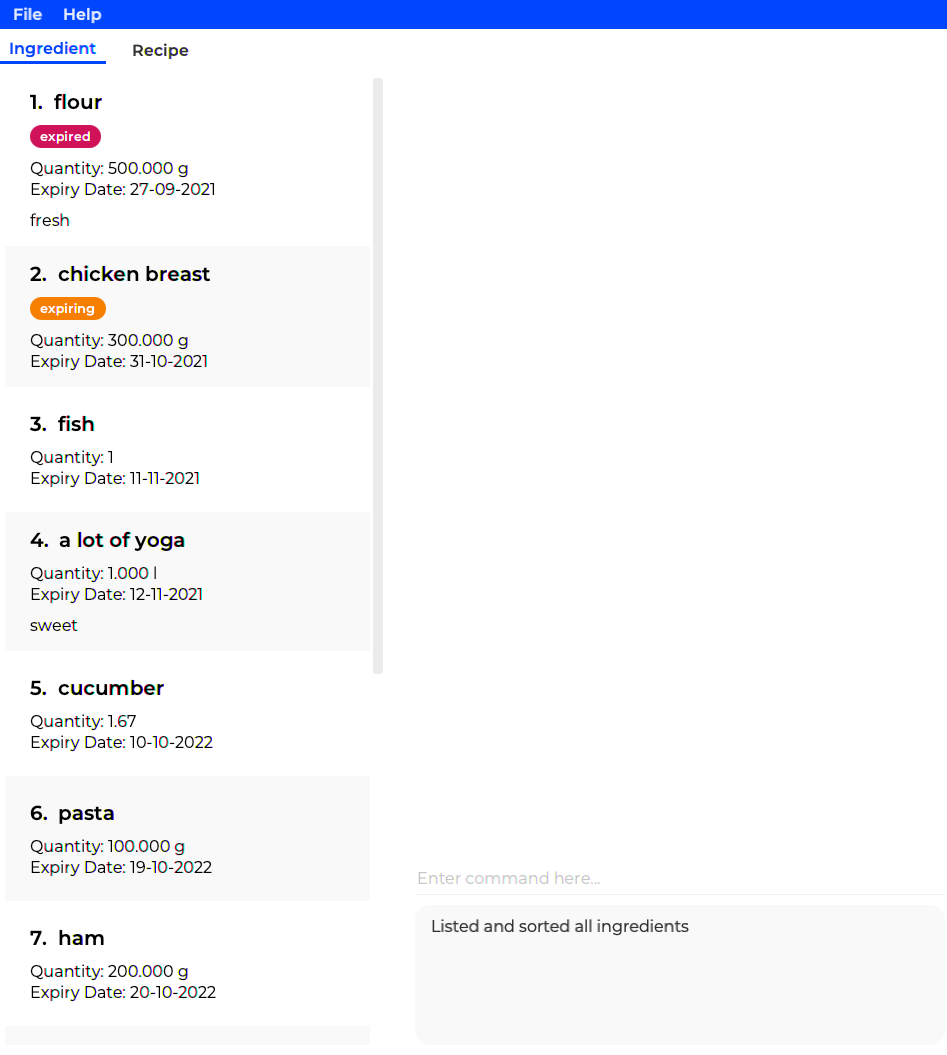 File Help
Ingredient Recipe
1. flour
expired
Quantity: 500.000 g
Expiry Date: 27-09-2021
fresh
2. chicken breast
expiring
Quantity: 300.000 g
Expiry Date: 31-10-2021
3. fish
Quantity: 1
Expiry Date: 11-11-2021
4. a lot of yoga
Quantity: 1.000 l
Expiry Date: 12-11-2021
sweet
5. cucumber
Quantity: 1.67
Expiry Date: 10-10-2022
6. pasta
Quantity: 100.000 g
Expiry Date: 19-10-2022
7. ham
Quantity: 200.000 g
Expiry Date: 20-10-2022
Enter command here...
Listed and sorted all ingredients